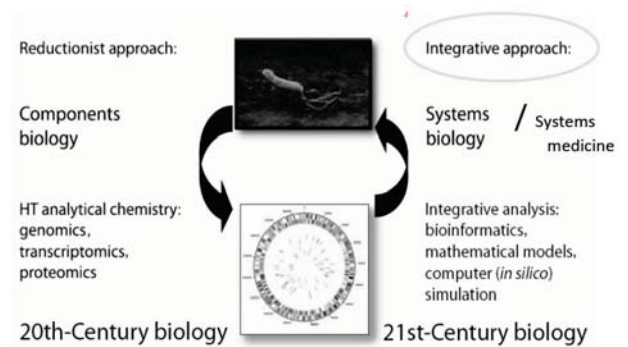 Reductionist approach:
Components
biology
HT analytical chemistry:
genomics,
transcriptomics,
proteomics
20th-Century biology
Integrative approach:
Systems
biology
/ Systems
medicine
Integrative analysis:
bioinformatics,
mathematical models,
computer (in silico)
simulation
21st-Century biology